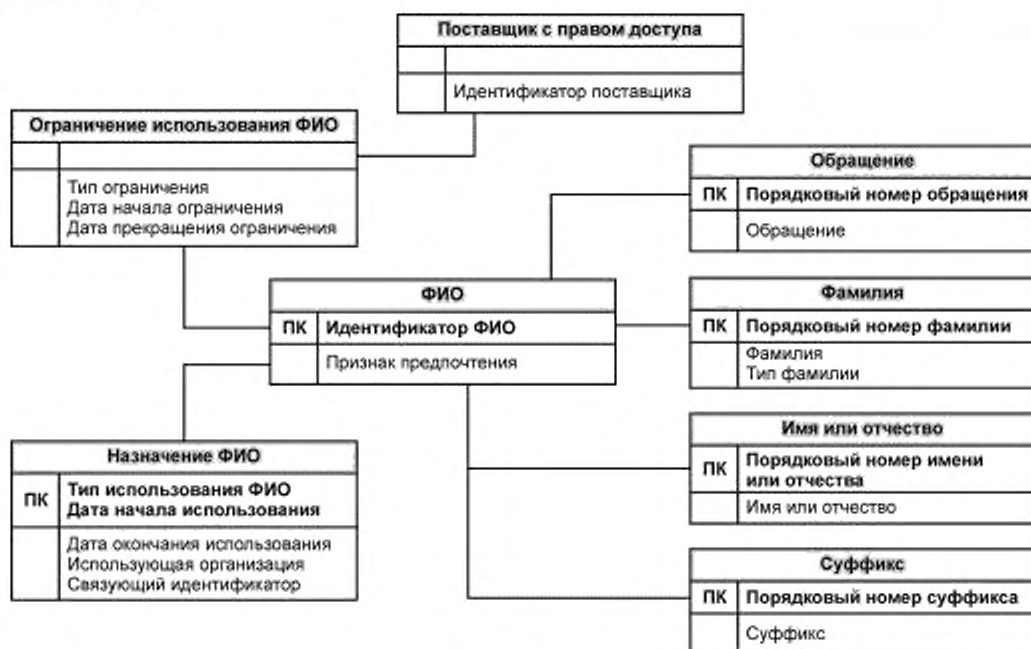 Поставщик с правом доступа
Идентификатор поставщика
Ограничение использования ФИО
Тип ограничения
Дата начала ограничения
Дата прекращения ограничения
Обращение
ПК Порядковый номер обращения
Обращение
ФИО
ПК Идентификатор ФИО
Признак предпочтения
Фамилия
ПК Порядковый номер фамилии
Фамилия
Тип фамилии
Имя или отчество
ПК Порядковый номер имени
или отчества
Имя или отчество
Назначение ФИО
ПК Тип использования ФИО
Дата начала использования
Дата окончания использования
Использующая организация
Связующий идентификатор
Суффикс
ПК Порядковый номер суффикса
Суффикс